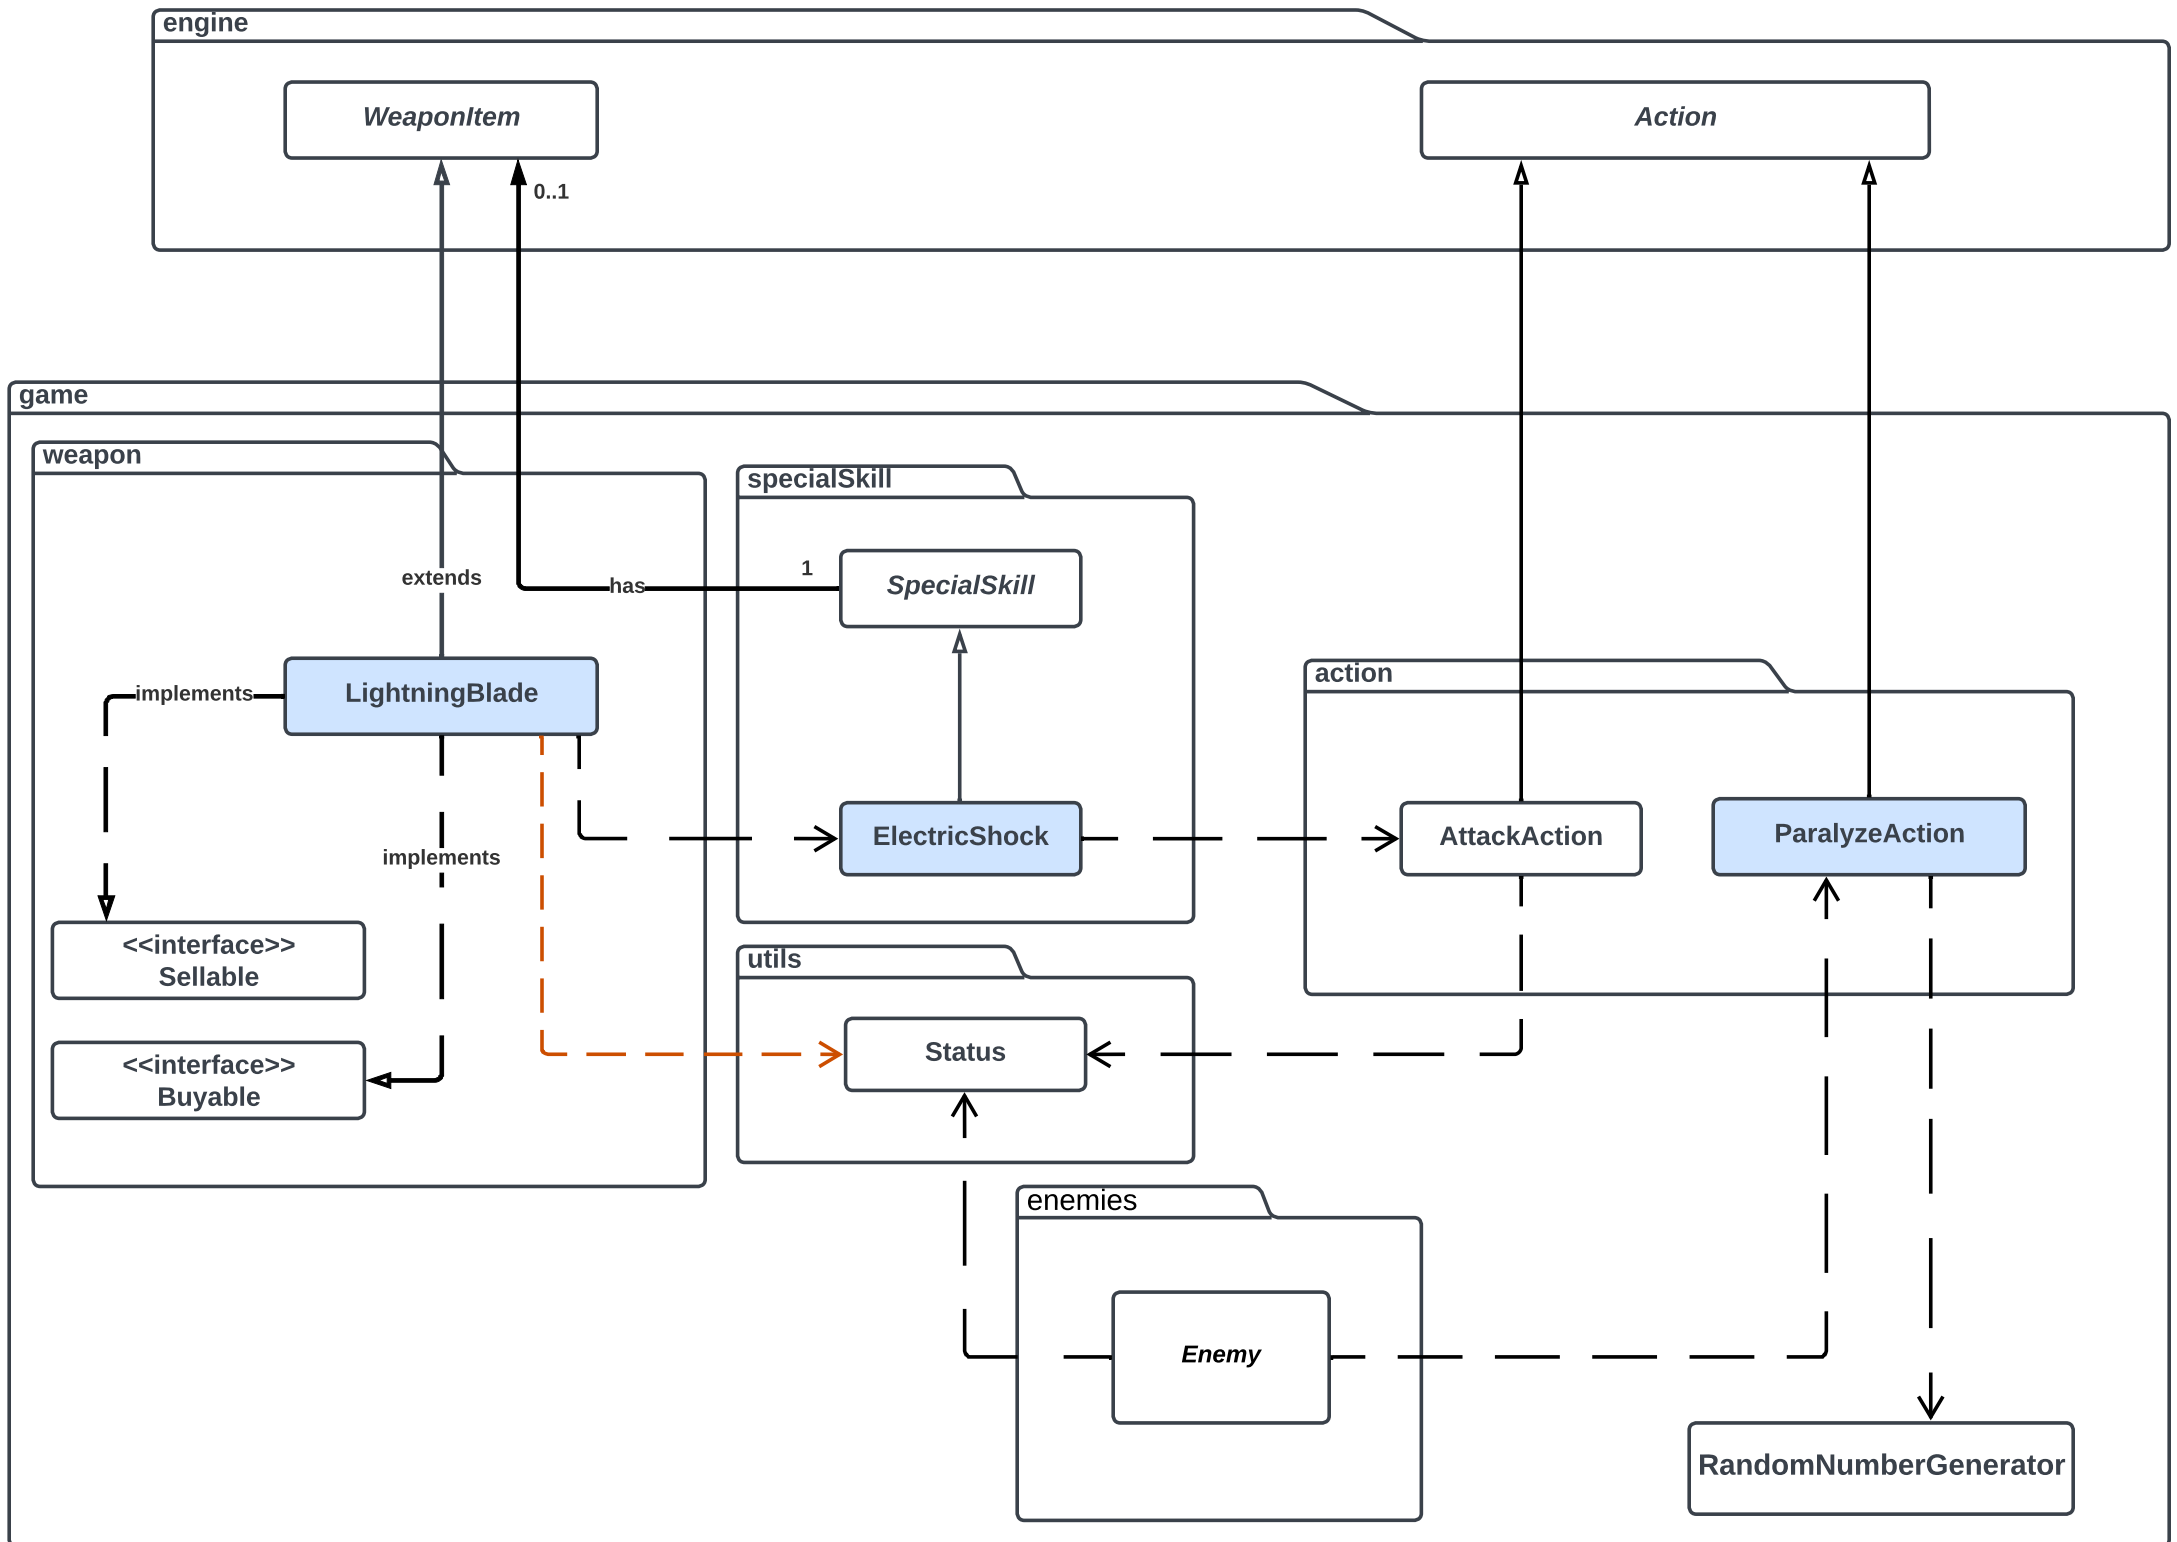 engine
WeaponItem
Action
0..1
game
weapon
specialSkill
SpecialSkill
1
extends
has
action
implements
LightningBlade
ElectricShock
AttackAction
ParalyzeAction
implements
<<interface>>
Sellable
utils
Status
<<interface>>
Buyable
enemies
Enemy
RandomNumberGenerator